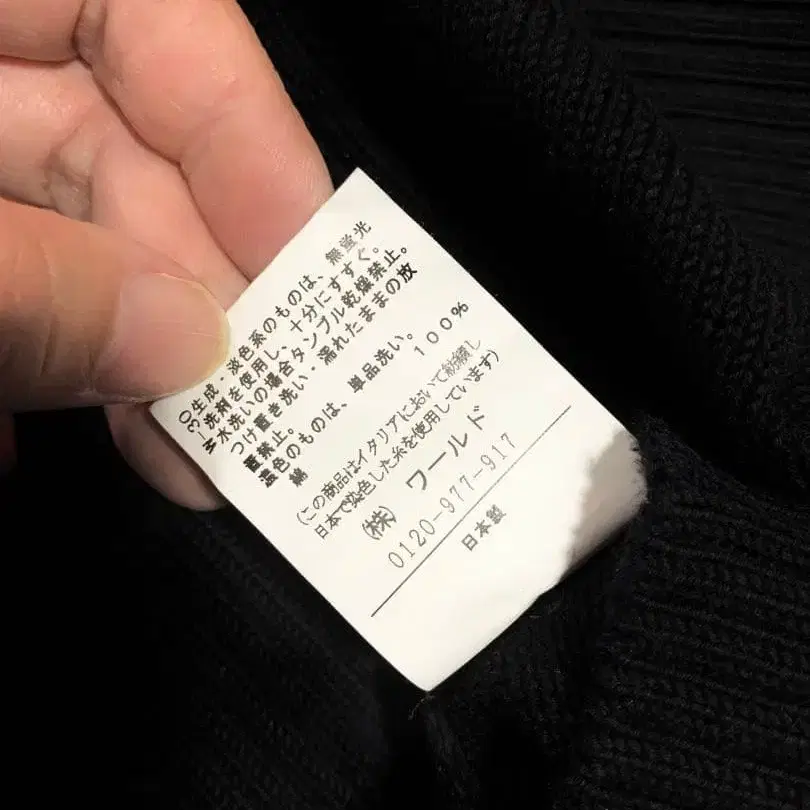 M-30生成・淡色系のものは、無蛍光
洗剤を使用し、十分にすすぐ。
水洗いの場合タンブル乾燥禁止。
つけ置き洗い・濡れたままの放
置禁止。
濃色のものは、単品洗い。
綿 100%
(この商品はイタリアにおいて紡績し
日本で染色した糸を使用しています)
(株) ワールド
0120-977-917
日本製